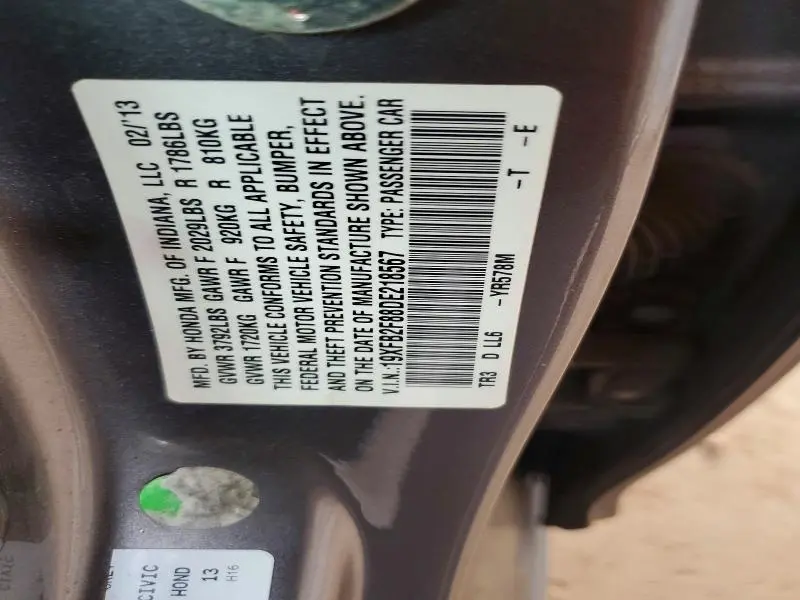 MFD. BY HONDA MFG. OF INDIANA, LLC 02/'13
GVWR 3792LBS GAWR F 2029LBS R 1786LBS
GVWR 1720KG GAWR F 920KG R 810KG
THIS VEHICLE CONFORMS TO ALL APPLICABLE
FEDERAL MOTOR VEHICLE SAFETY, BUMPER,
AND THEFT PREVENTION STANDARDS IN EFFECT
ON THE DATE OF MANUFACTURE SHOWN ABOVE.
V.I.N.:19XFB2F88DE218567 TYPE: PASSENGER CAR
TR3 D LL6 -YR578M -T -E
CIVIC
HOND
13
H16